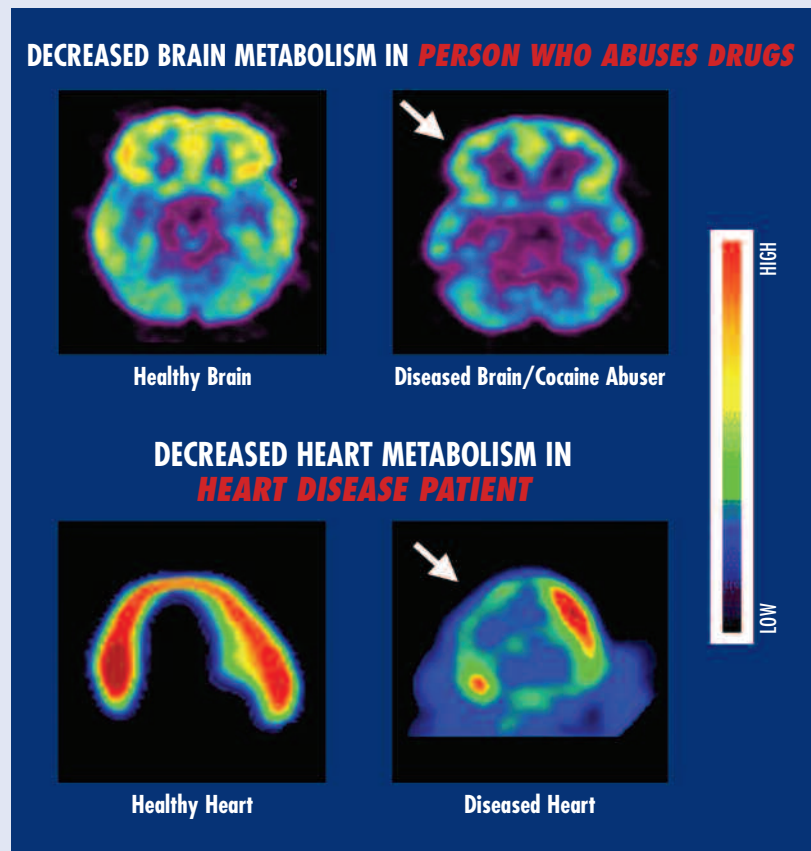 DECREASED BRAIN METABOLISM IN PERSON WHO ABUSES DRUGS
Healthy Brain
Diseased Brain/Cocaine Abuser
HIGH
LOW
DECREASED HEART METABOLISM IN
HEART DISEASE PATIENT
Healthy Heart
Diseased Heart